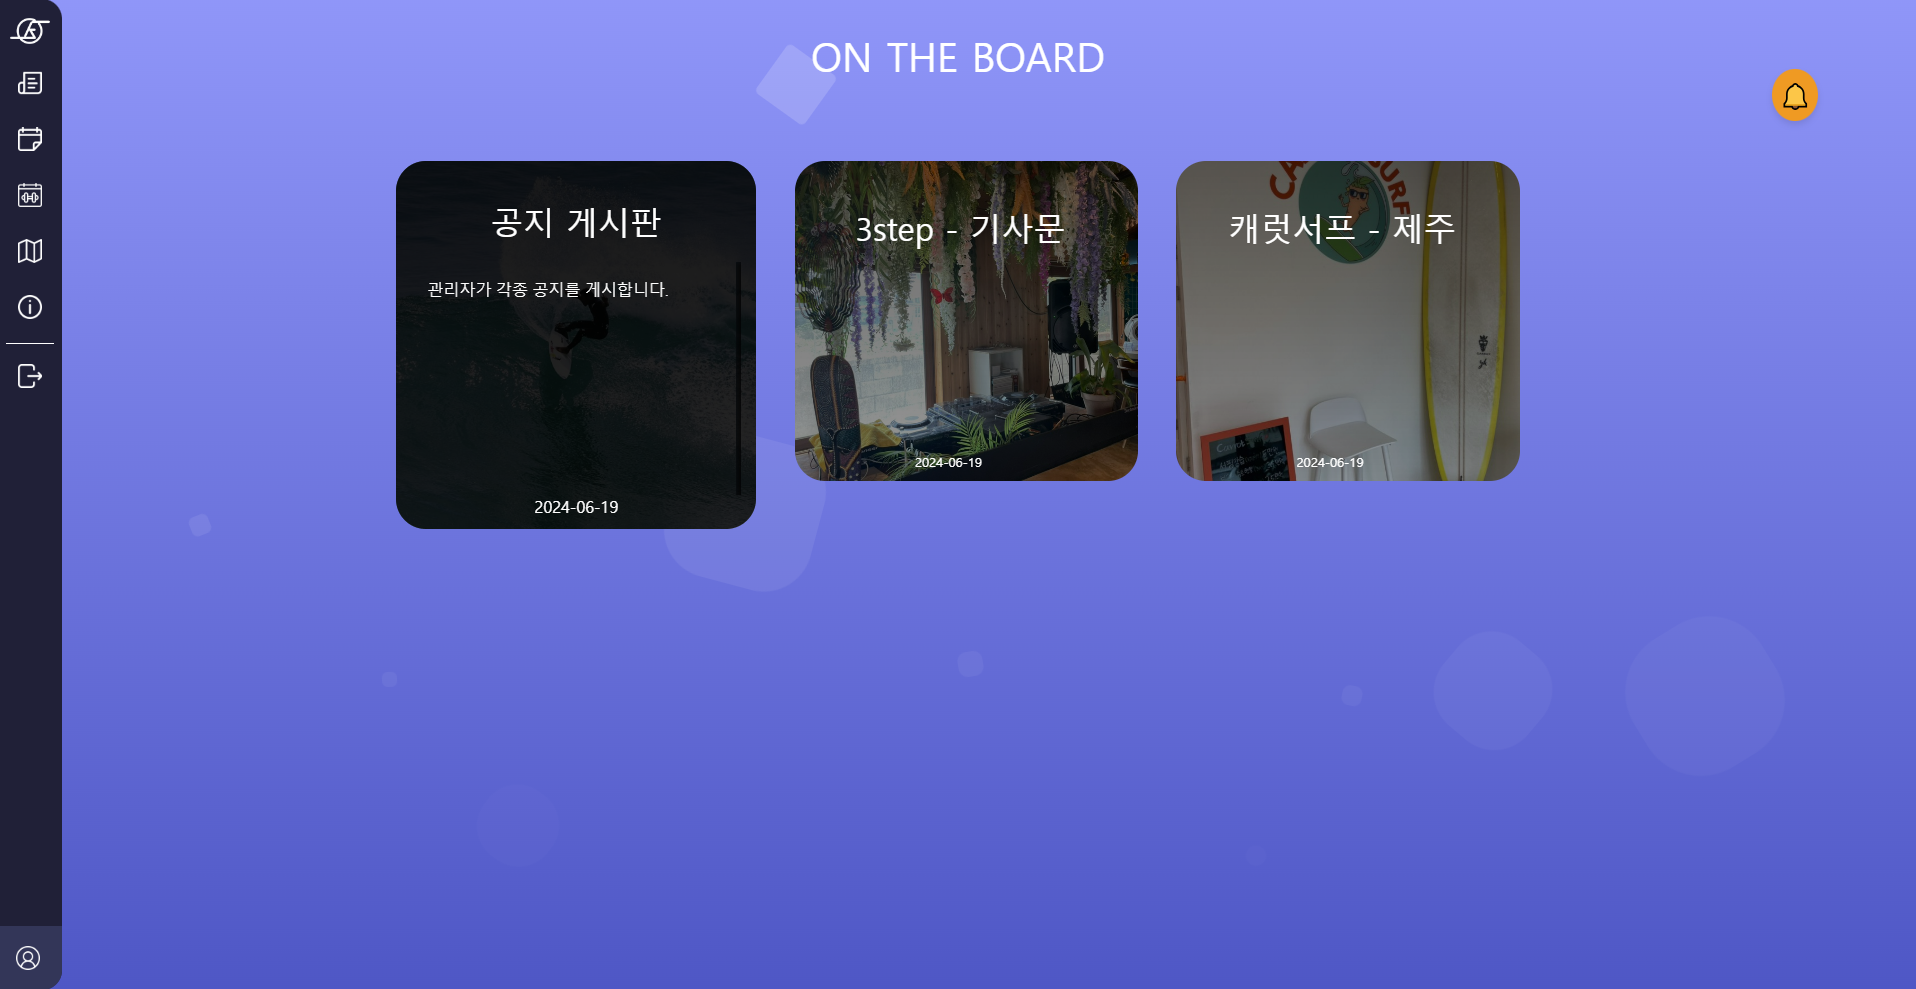 ON THE BOARD
공지 게시판
관리자가 각종 공지를 게시합니다.
2024-06-19
3step - 기사문
2024-06-19
캐럿서프 - 제주
2024-06-19